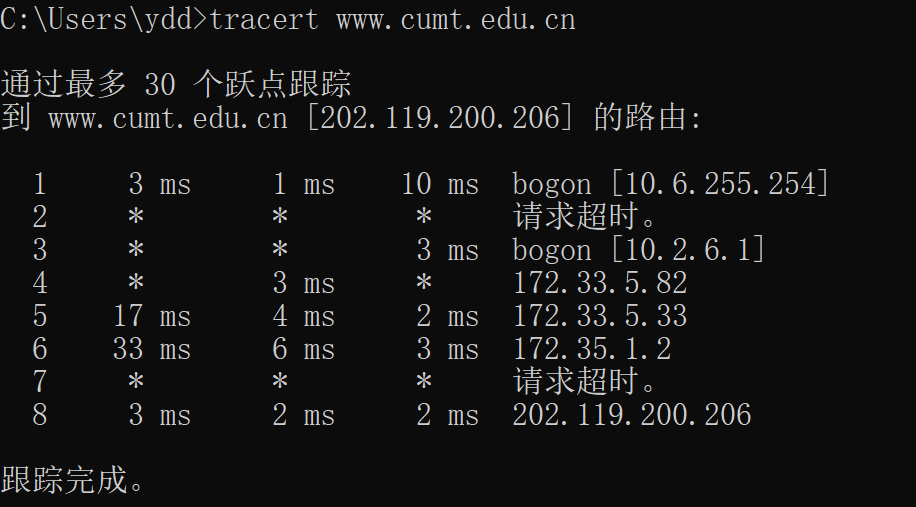 C:\Users\ydd>tracert www.cumt.edu.cn
通过最多 30 个跃点跟踪
到 www.cumt.edu.cn [202.119.200.206] 的路由:
1 3 ms 1 ms 10 ms bogon [10.6.255.254]
2 * * * 请求超时。
3 * * 3 ms bogon [10.2.6.1]
4 * 3 ms * 172.33.5.82
5 17 ms 4 ms 2 ms 172.33.5.33
6 33 ms 6 ms 3 ms 172.35.1.2
7 * * * 请求超时。
8 3 ms 2 ms 2 ms 202.119.200.206
跟踪完成。